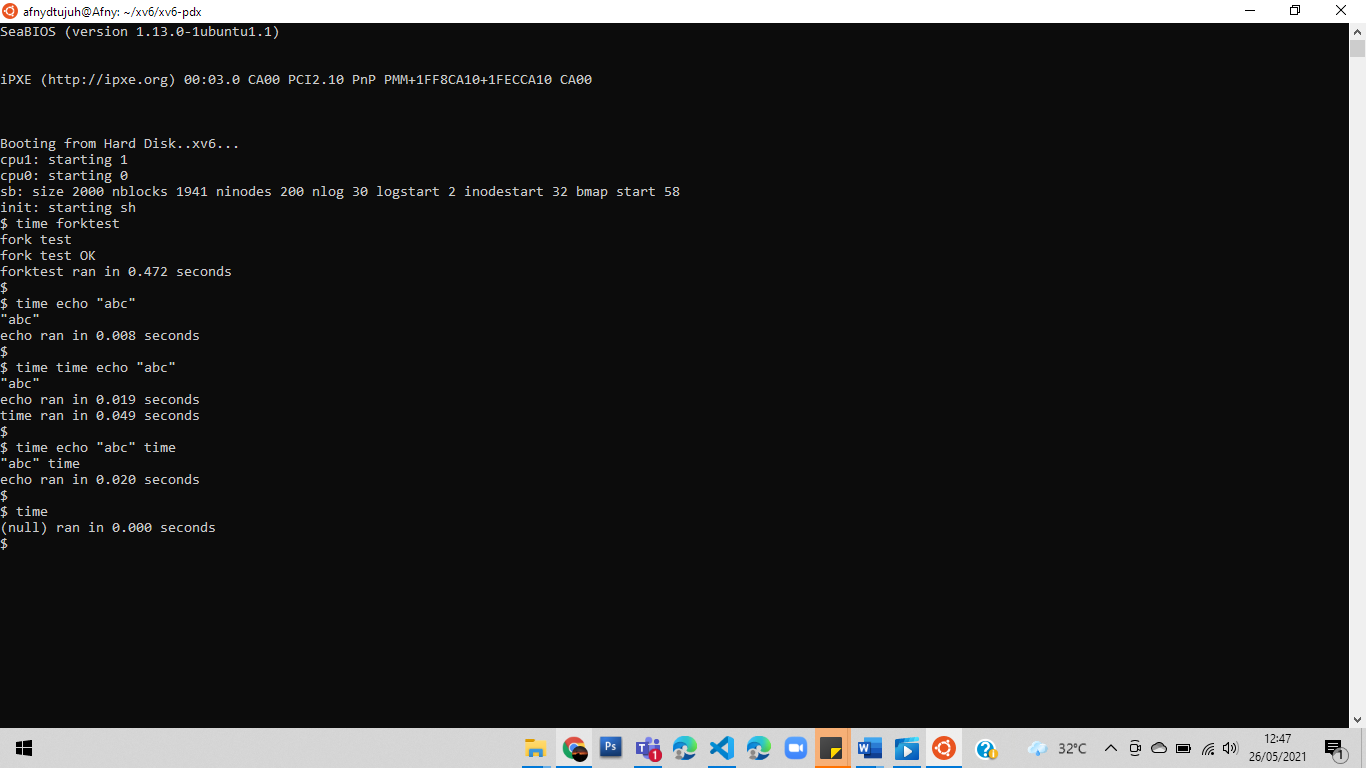 afnydtujuh@Afny: ~/xv6/xv6-pdx
SeaBIOS (version 1.13.0-1ubuntu1.1)
iPXE (http://ipxe.org) 00:03.0 CA00 PCI2.10 PnP PMM+1FF8CA10+1FECCA10 CA00
Booting from Hard Disk..xv6...
cpu1: starting 1
cpu0: starting 0
sb: size 2000 nblocks 1941 ninodes 200 nlog 30 logstart 2 inodestart 32 bmap start 58
init: starting sh
$ time forktest
fork test
fork test OK
forktest ran in 0.472 seconds
$
$ time echo "abc"
"abc"
echo ran in 0.008 seconds
$
$ time time echo "abc"
"abc"
echo ran in 0.019 seconds
time ran in 0.049 seconds
$
$ time echo "abc" time
"abc" time
echo ran in 0.020 seconds
$
$ time
(null) ran in 0.000 seconds
$
Ps
1
W
32°C
12:47
26/05/2021
1